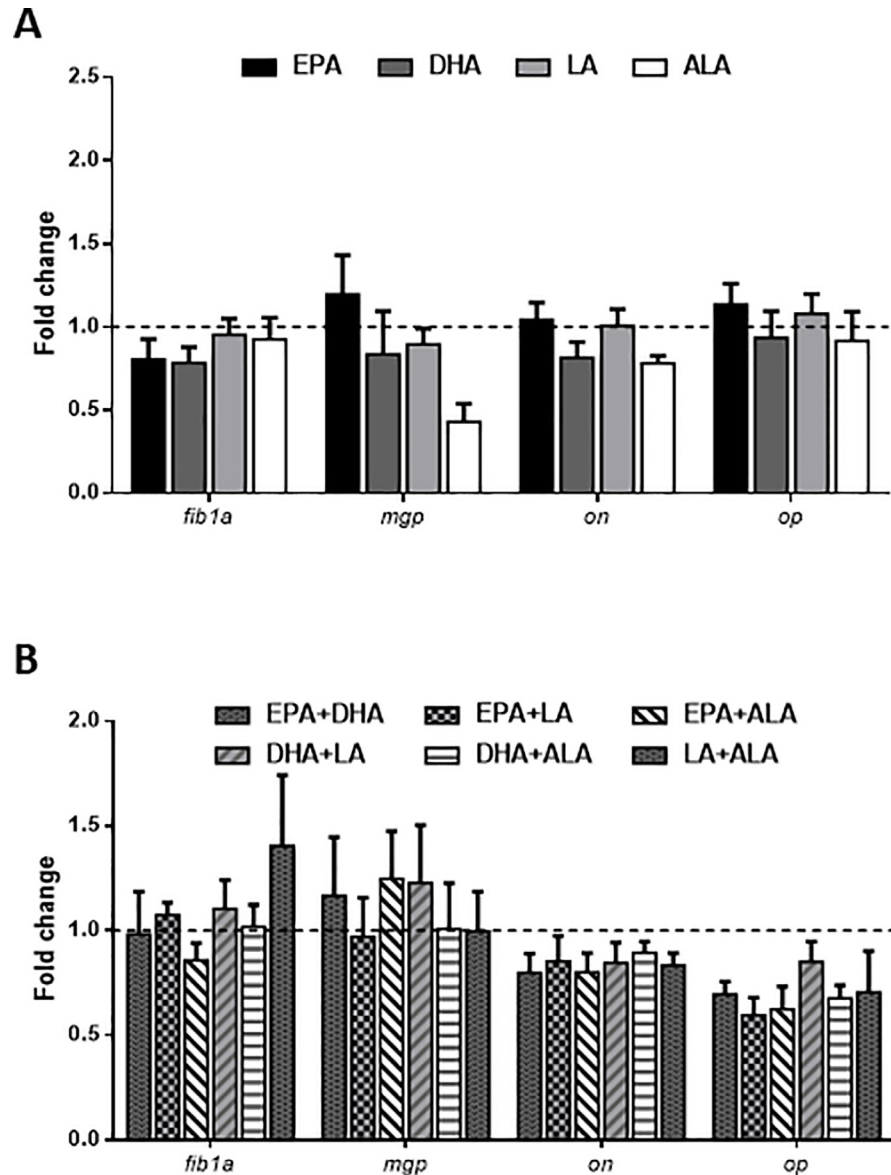 A
EPA DHA LA ALA
2.5
2.0
1.5
1.0
0.5
0.0
Fold change
fib1a mgp on op
B
EPA+DHA EPA+LA EPA+ALA
DHA+LA DHA+ALA LA+ALA
2.0
1.5
1.0
0.5
0.0
Fold change
fib1a mgp on op